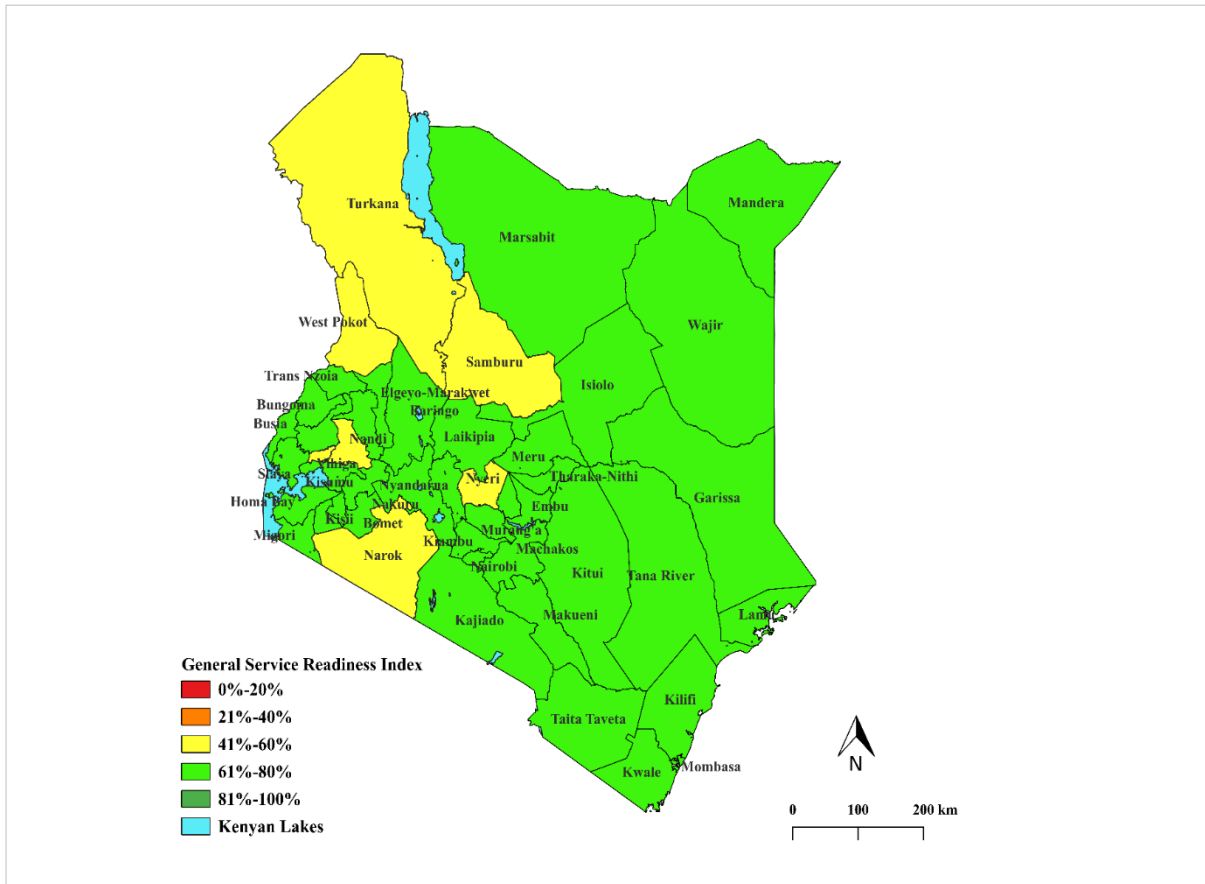 Turkana
Mandera
Marsabit
West Pokot
Wajir
Samburu
Trans Nzoia
Isiolo
Elgeyo-Marakwet
Bungoma
Baringo
Busia
Nandi
Laikipia
Meru
Vihiga
Siaya
Kisumu
Nyandarua
Nyeri
Tharaka-Nithi
Garissa
Homa Bay
Nakuru
Embu
Kisii
Bomet
Migori
Murang'a
Kiambu
Machakos
Narok
Nairobi
Kitui
Tana River
Kajiado
Makueni
Lamu
General Service Readiness Index
0%-20%
21%-40%
41%-60%
61%-80%
81%-100%
Kenyan Lakes
Kilifi
Taita Taveta
Kwale
Mombasa
N
0 100 200 km